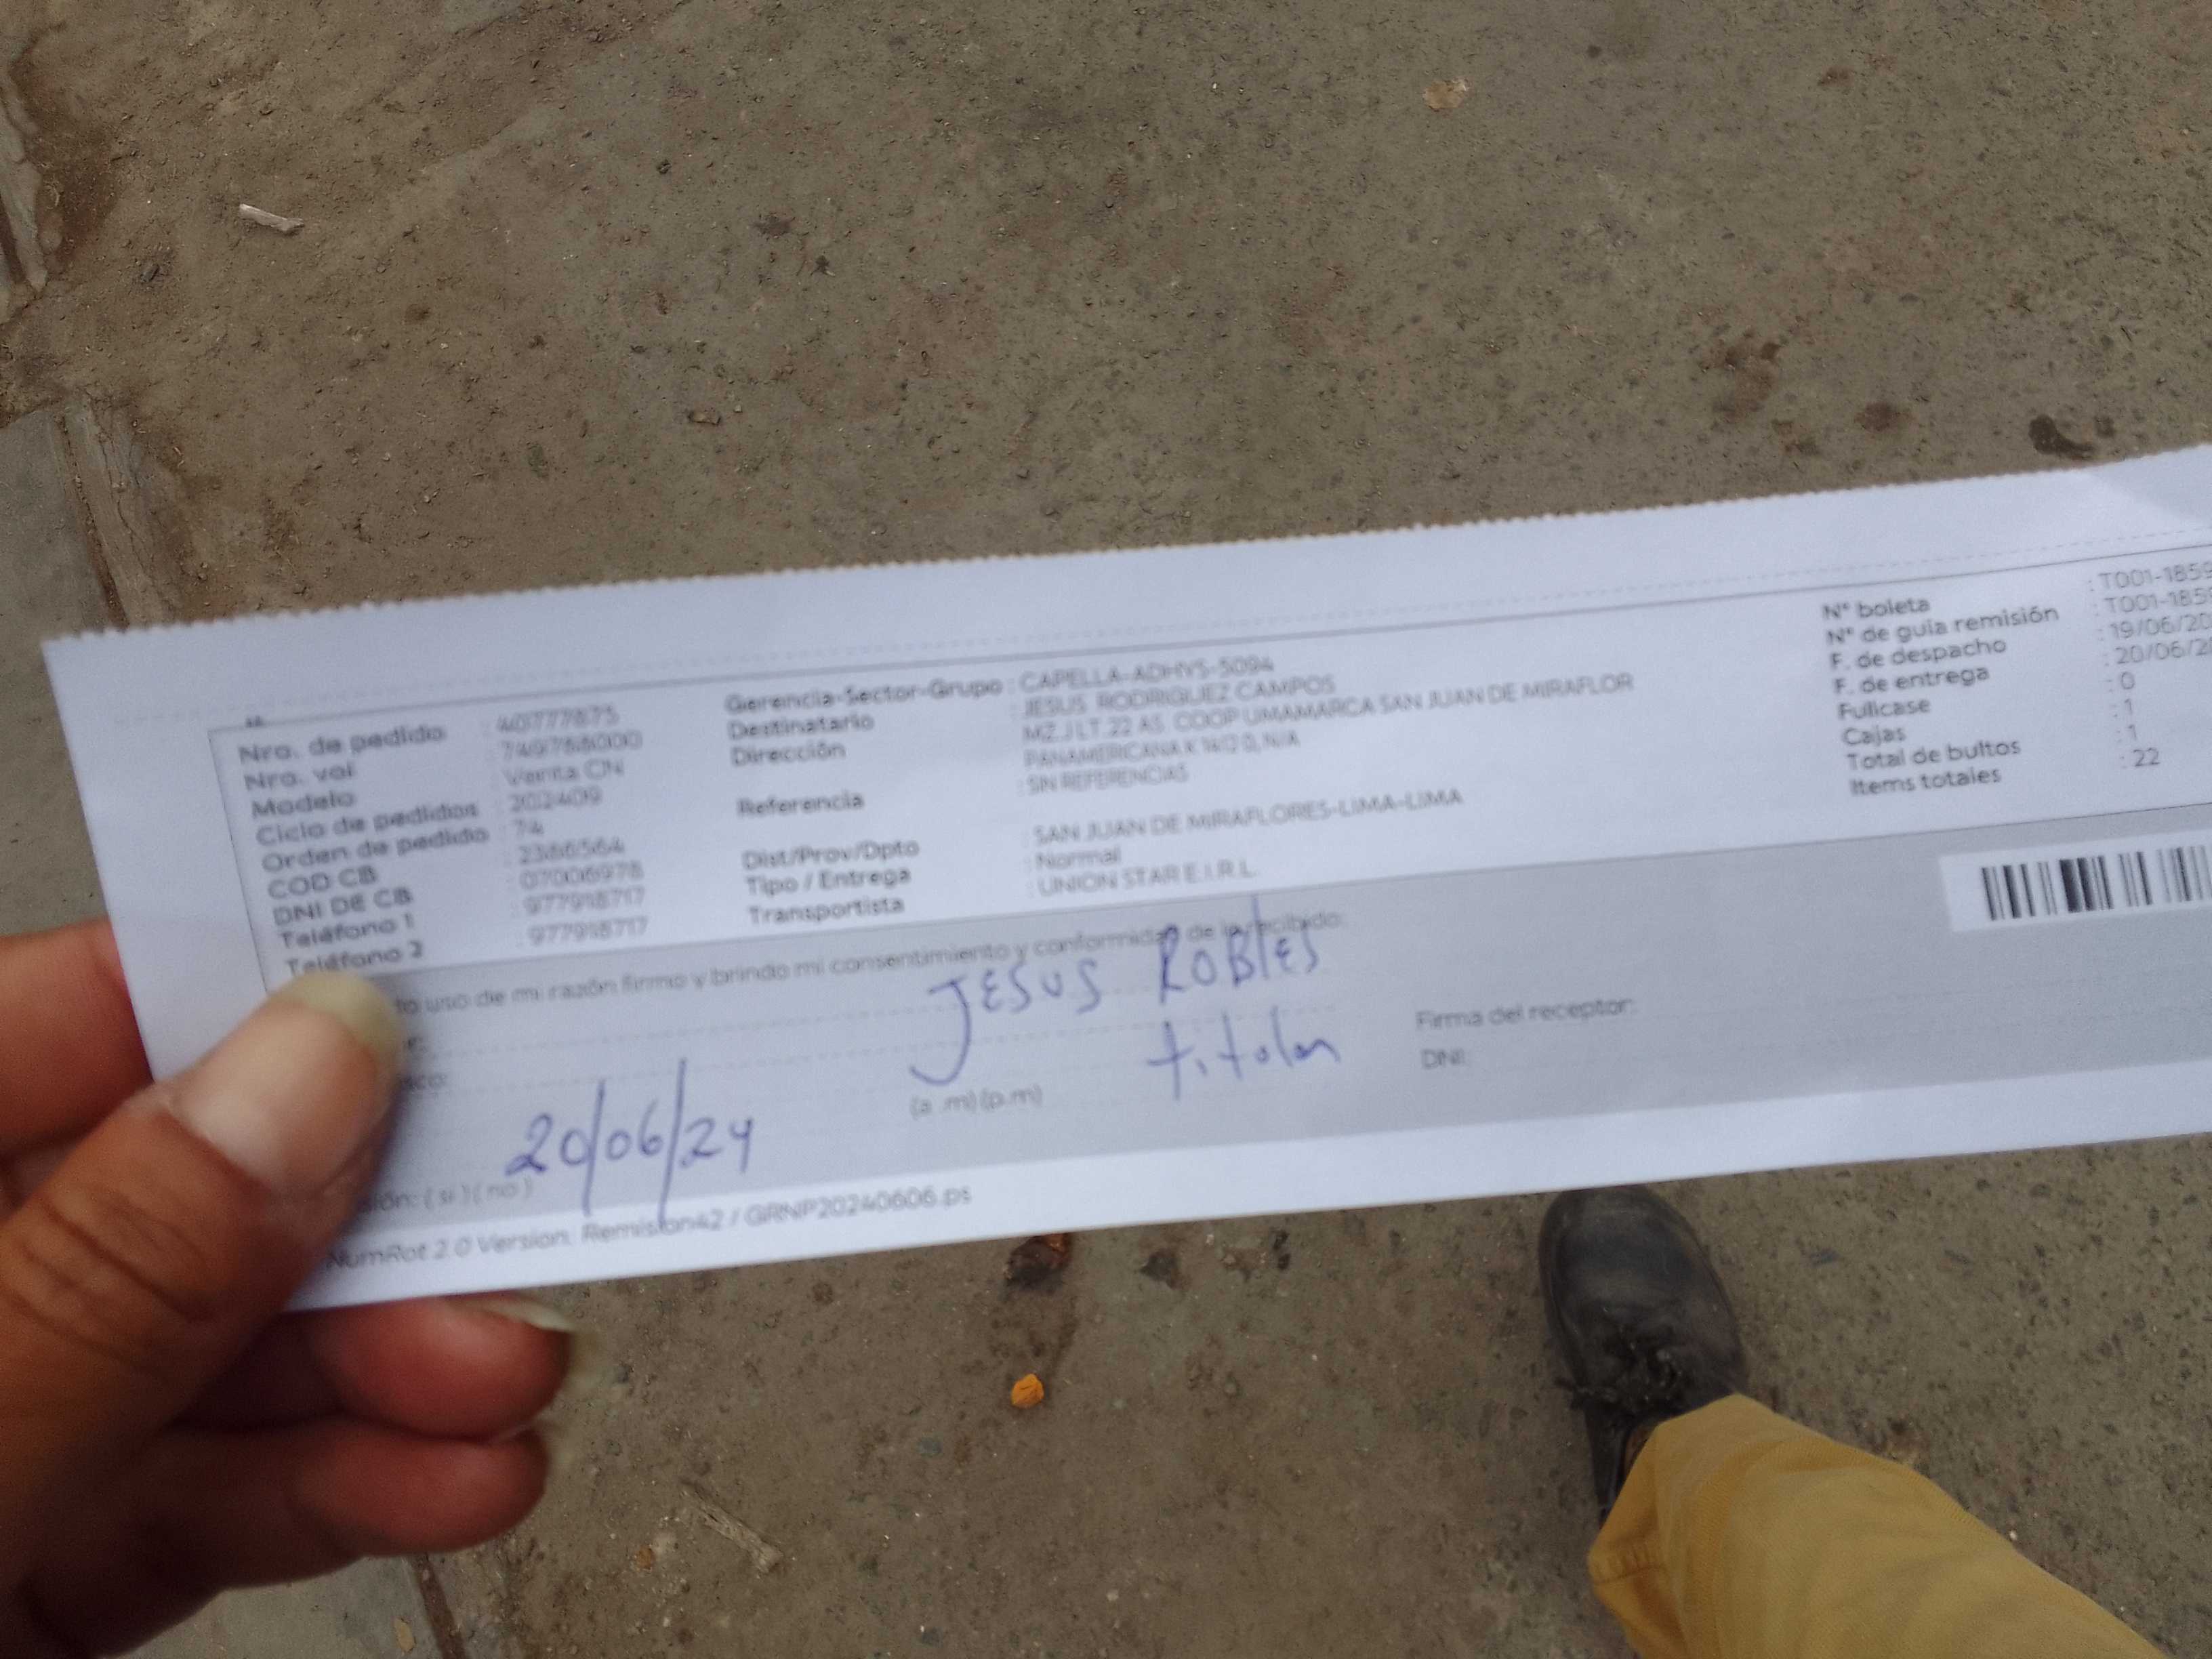 Nro. de pedido : 40777875
Nro. vol : 749788000
Modelo : Venta CN
Ciclo de pedidos : 202409
Orden de pedido : 74
COD CB : 2366564
DNI DE CB : 07006978
Teléfono 1 : 977918717
Teléfono 2 : 977918717
Gerencia-Sector-Grupo : CAPELLA-ADHYS-5094
Destinatario : JESUS RODRIGUEZ CAMPOS
Dirección : MZ.J LT.22 AS. COOP UMAMARCA SAN JUAN DE MIRAFLOR
PANAMERICANA N/A
Referencia : SIN REFERENCIAS
Dist/Prov/Dpto : SAN JUAN DE MIRAFLORES-LIMA-LIMA
Tipo / Entrega : Normal
Transportista : UNION STAR E.I.R.L.
N° boleta : T001-1859
N° de guia remisión : T001-1859
F. de despacho : 19/06/20
F. de entrega : 20/06/2
Fullcase : 0
Cajas : 1
Total de bultos : 1
Items totales : 22
uso de mi razón firmo y brindo mi consentimiento y conformidad de lo recibido:
JESUS ROBLES
titular
Firma del receptor:
DNI:
(a .m) (p.m)
20/06/24
ión: ( si ) ( no )
NumRot 2.0 Version: Remision42 / GRNP20240606.ps